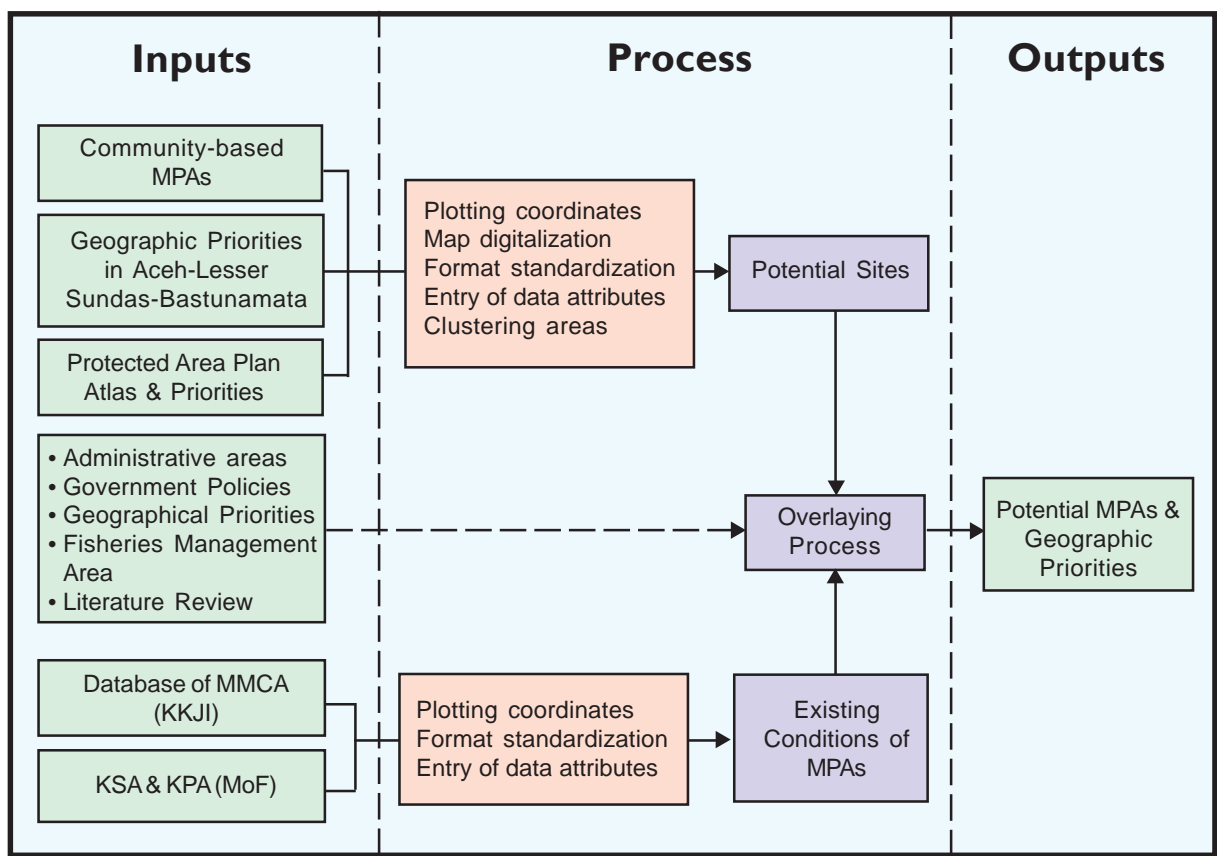 Inputs
Process
Outputs
Community-based
MPAs
Geographic Priorities
in Aceh-Lesser
Sundas-Bastunamata
Protected Area Plan
Atlas & Priorities
• Administrative areas
• Government Policies
• Geographical Priorities
• Fisheries Management
Area
• Literature Review
Database of MMCA
(KKJI)
KSA & KPA (MoF)
Plotting coordinates
Map digitalization
Format standardization
Entry of data attributes
Clustering areas
Potential Sites
Overlaying
Process
Plotting coordinates
Format standardization
Entry of data attributes
Existing
Conditions of
MPAs
Potential MPAs &
Geographic
Priorities